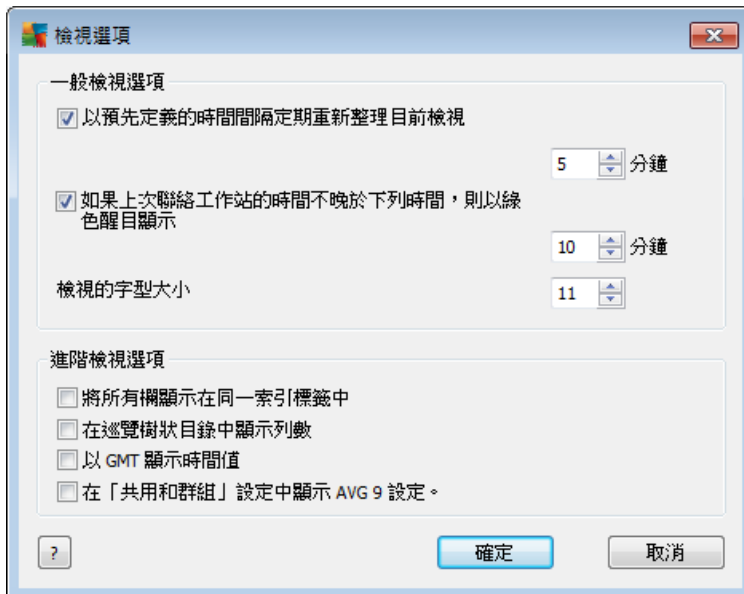 檢視選項
一般檢視選項
以預先定義的時間間隔定期重新整理目前檢視
5 分鐘
如果上次聯絡工作站的時間不晚於下列時間，則以綠
色醒目顯示
10 分鐘
檢視的字型大小 11
進階檢視選項
將所有欄顯示在同一索引標籤中
在巡覽樹狀目錄中顯示列數
以 GMT 顯示時間值
在「共用和群組」設定中顯示 AVG 9 設定。
? 確定 取消